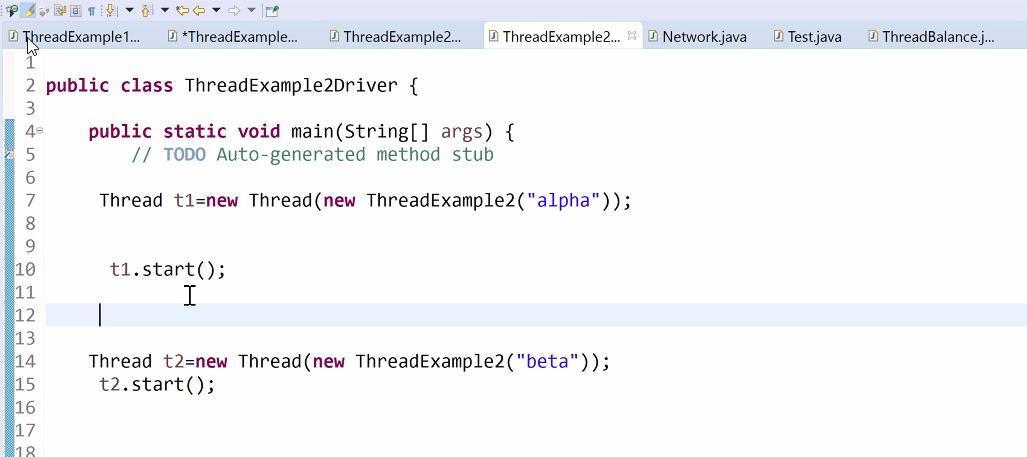 ThreadExample1... *ThreadExample... ThreadExample2... ThreadExample2... Network.java Test.java ThreadBalance.j...
1
2 public class ThreadExample2Driver {
3
4 public static void main(String[] args) {
5 // TODO Auto-generated method stub
6
7 Thread t1=new Thread(new ThreadExample2("alpha"));
8
9
10 t1.start();
11
12
13
14 Thread t2=new Thread(new ThreadExample2("beta"));
15 t2.start();
16
17
18